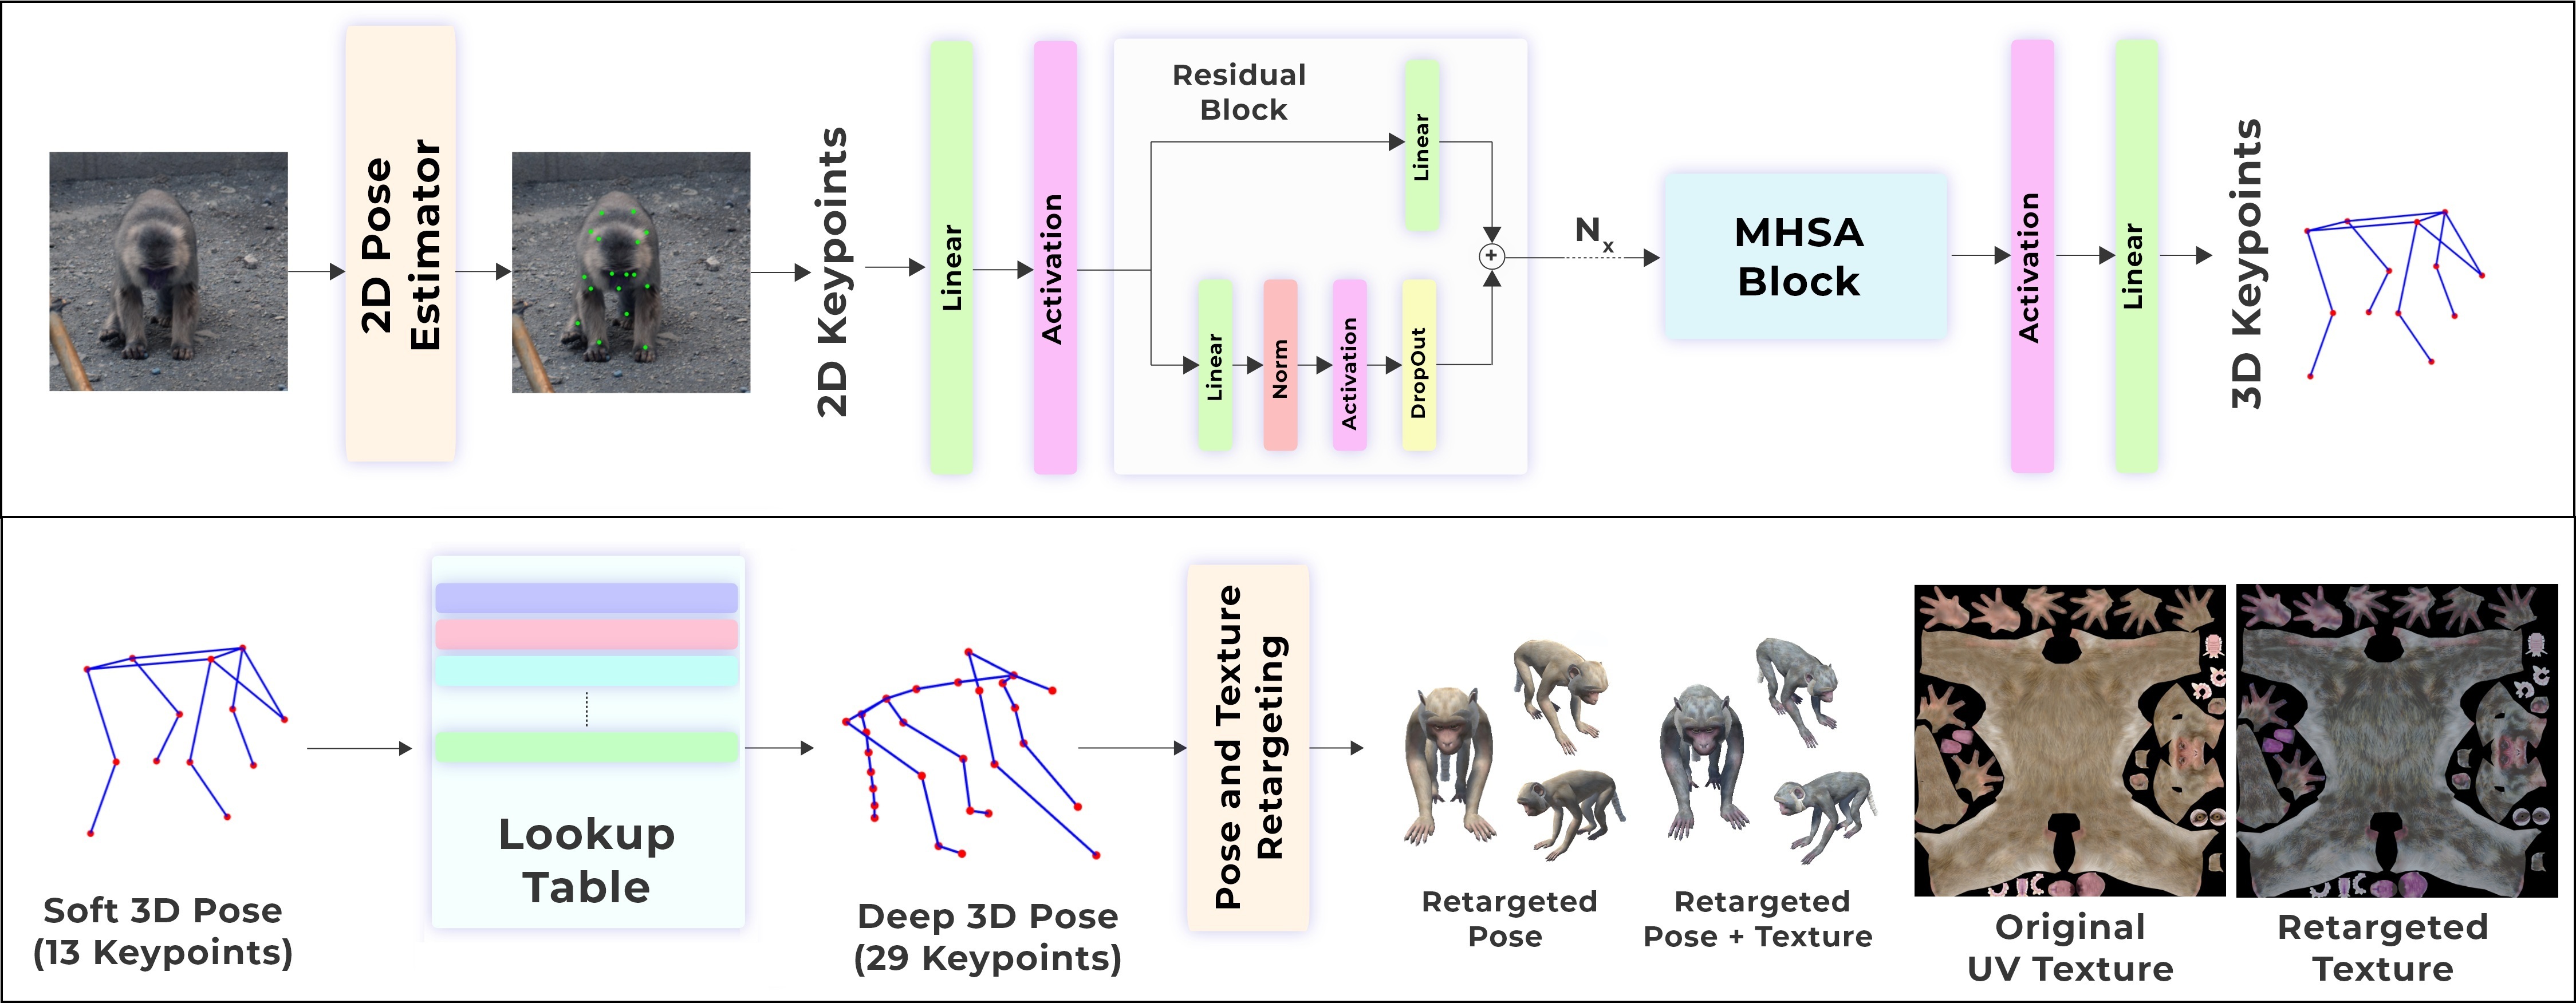 2D Pose
Estimator
2D Keypoints
Linear
Activation
Residual
Block
Linear
Linear
Norm
Activation
DropOut
+
Nx
MHSA
Block
Activation
Linear
3D Keypoints
Soft 3D Pose
(13 Keypoints)
Lookup
Table
Deep 3D Pose
(29 Keypoints)
Pose and Texture
Retargeting
Retargeted
Pose
Retargeted
Pose + Texture
Original
UV Texture
Retargeted
Texture